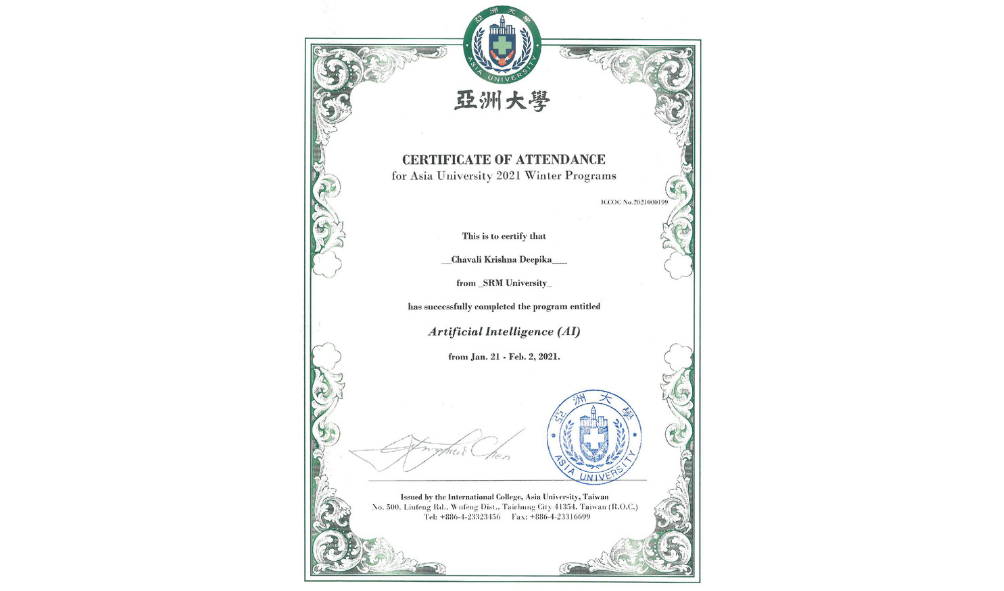 亞洲大學
ASIA UNIVERSITY
亞洲大學
CERTIFICATE OF ATTENDANCE
for Asia University 2021 Winter Programs
ICCOC No.2021000199
This is to certify that
__Chavali Krishna Deepika___
from _SRM University_
has successfully completed the program entitled
Artificial Intelligence (AI)
from Jan. 21 - Feb. 2, 2021.
Chen
亞洲大學
ASIA UNIVERSITY
Issued by the International College, Asia University, Taiwan
No. 500, Liufeng Rd., Wufeng Dist., Taichung City 41354, Taiwan (R.O.C.)
Tel: +886-4-23323456 Fax: +886-4-23316699